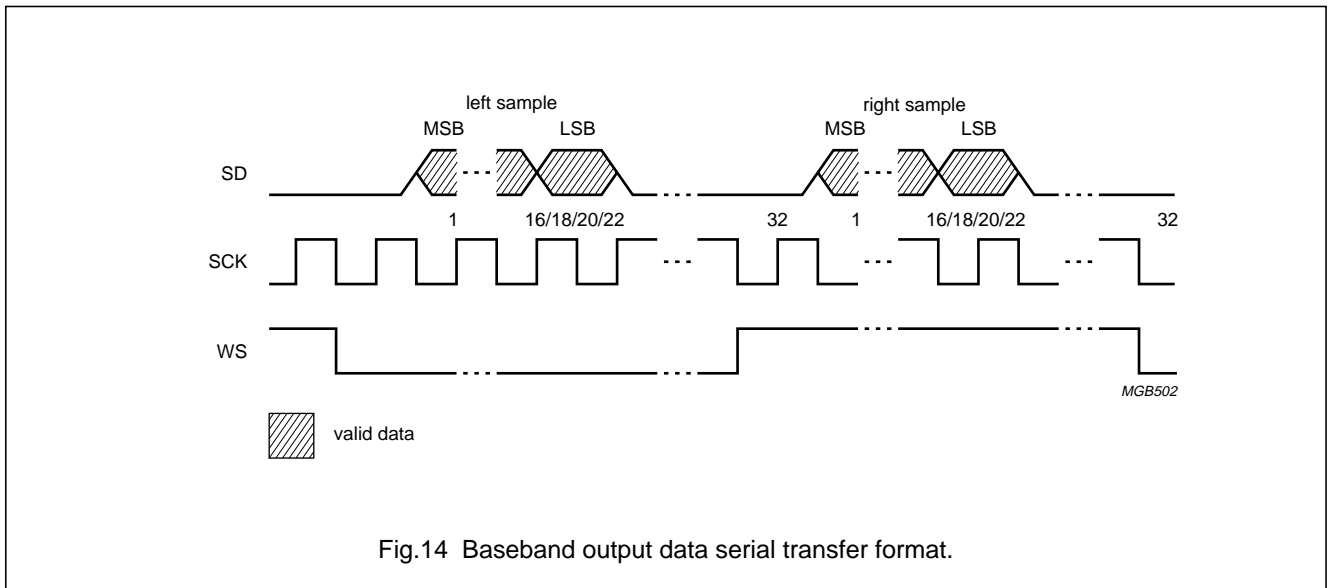 left sample right sample
MSB LSB MSB LSB
SD
1 16/18/20/22 32 1 16/18/20/22 32
SCK
WS
MGB502
valid data
Fig.14 Baseband output data serial transfer format.